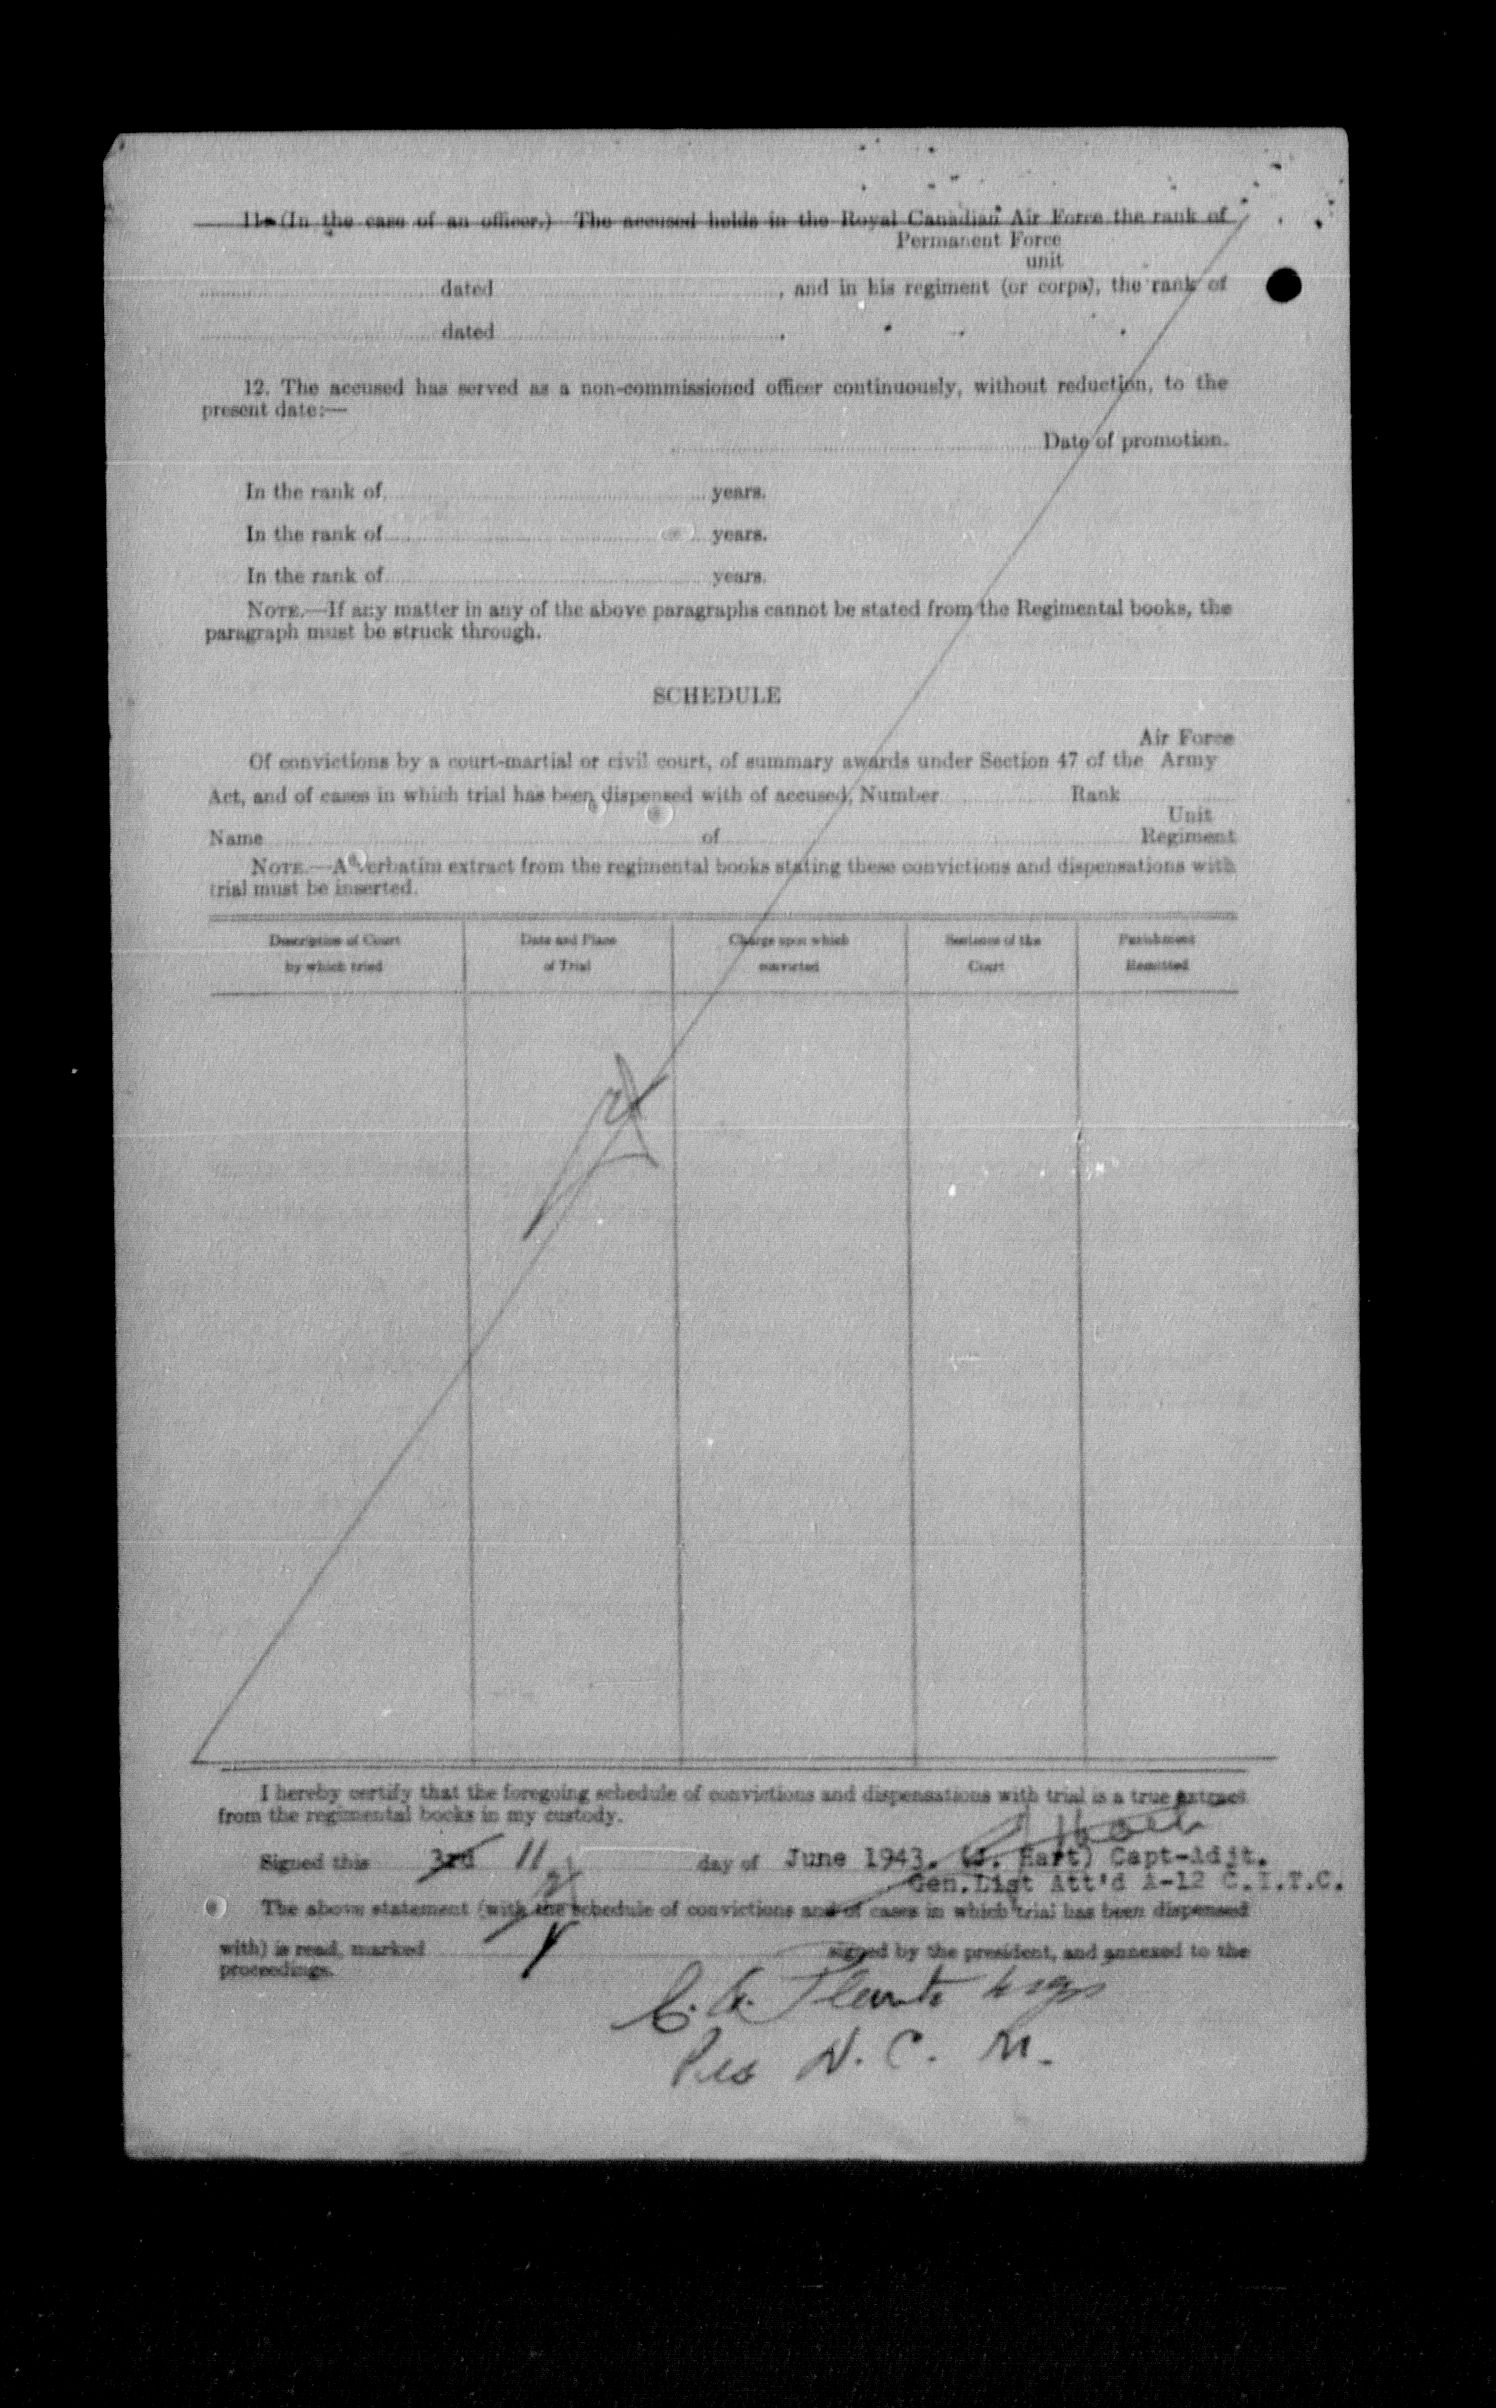 11. (In the case of an officer.) The accused holds in the Royal Canadian Air Force the rank of
Permanent Force
unit
dated , and in his regiment (or corps), the rank of
dated .
12. The accused has served as a non-commissioned officer continuously, without reduction, to the
present date:—
Date of promotion.
In the rank of years.
In the rank of years.
In the rank of years.
NOTE.—If any matter in any of the above paragraphs cannot be stated from the Regimental books, the
paragraph must be struck through.
SCHEDULE
Air Force
Of convictions by a court-martial or civil court, of summary awards under Section 47 of the Army
Act, and of cases in which trial has been dispensed with of accused, Number Rank
Unit
Name of Regiment
NOTE.—A verbatim extract from the regimental books stating these convictions and dispensations with
trial must be inserted.
Description of Court by which tried
Date and Place of Trial
Charge upon which convicted
Sentence of the Court
Punishment Remitted
I hereby certify that the foregoing schedule of convictions and dispensations with trial is a true extract
from the regimental books in my custody.
Signed this 3rd 11 day of June 1943. (J. Hart) Capt-Adjt.
Gen.List Att'd A-12 C.I.T.C.
The above statement (with the schedule of convictions and of cases in which trial has been dispensed
with) is read, marked signed by the president, and annexed to the
proceedings.
C. A. Plante
Pres D. C. M.